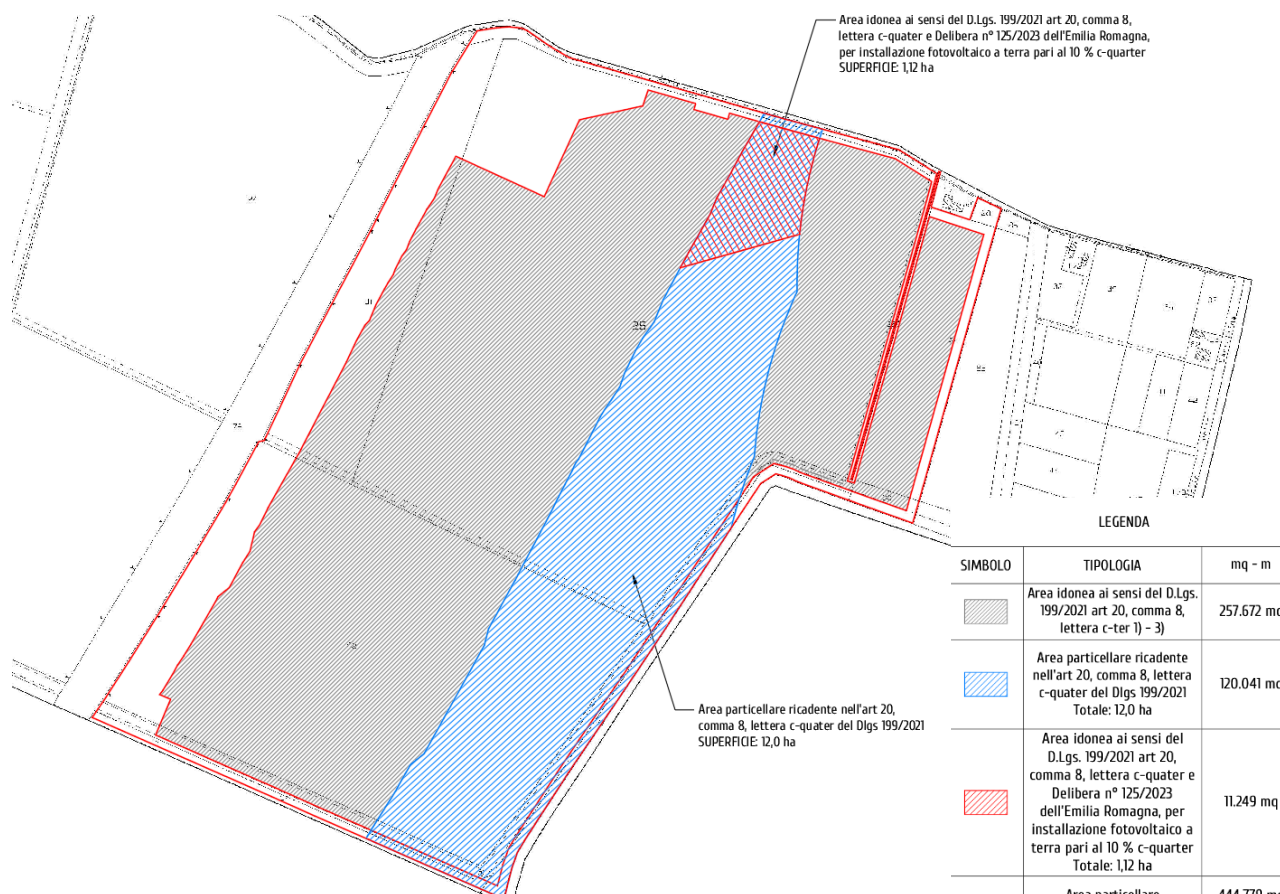 Area idonea ai sensi del D.Lgs. 199/2021 art 20, comma 8,
lettera c-quater e Delibera n° 125/2023 dell'Emilia Romagna,
per installazione fotovoltaico a terra pari al 10 % c-quarter
SUPERFICIE: 1,12 ha
Area particellare ricadente nell'art 20,
comma 8, lettera c-quater del Dlgs 199/2021
SUPERFICIE: 12,0 ha
LEGENDA
SIMBOLO TIPOLOGIA mq - m
Area idonea ai sensi del D.Lgs.
199/2021 art 20, comma 8,
lettera c-ter 1) - 3)
257.672 mq
Area particellare ricadente
nell'art 20, comma 8, lettera
c-quater del Dlgs 199/2021
Totale: 12,0 ha
120.041 mq
Area idonea ai sensi del
D.Lgs. 199/2021 art 20,
comma 8, lettera c-quater e
Delibera n° 125/2023
dell'Emilia Romagna, per
installazione fotovoltaico a
terra pari al 10 % c-quarter
Totale: 1,12 ha
11.249 mq
Area particellare